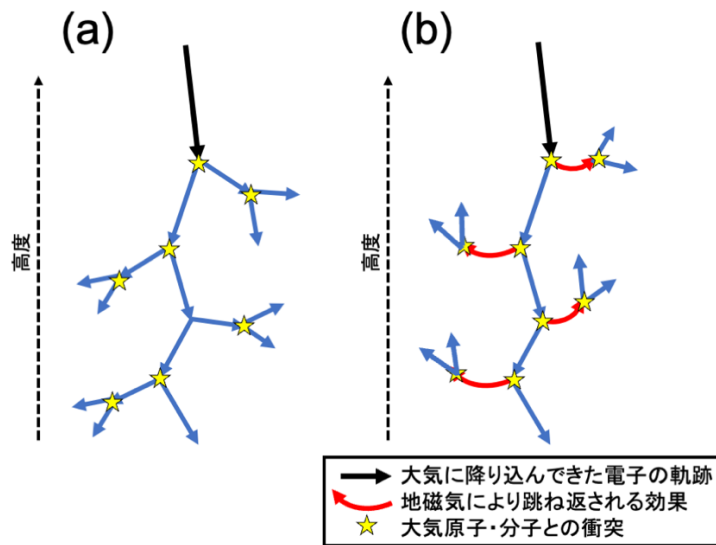 (a)
(b)
高度
高度
大気に降り込んできた電子の軌跡
地磁気により跳ね返される効果
大気原子・分子との衝突